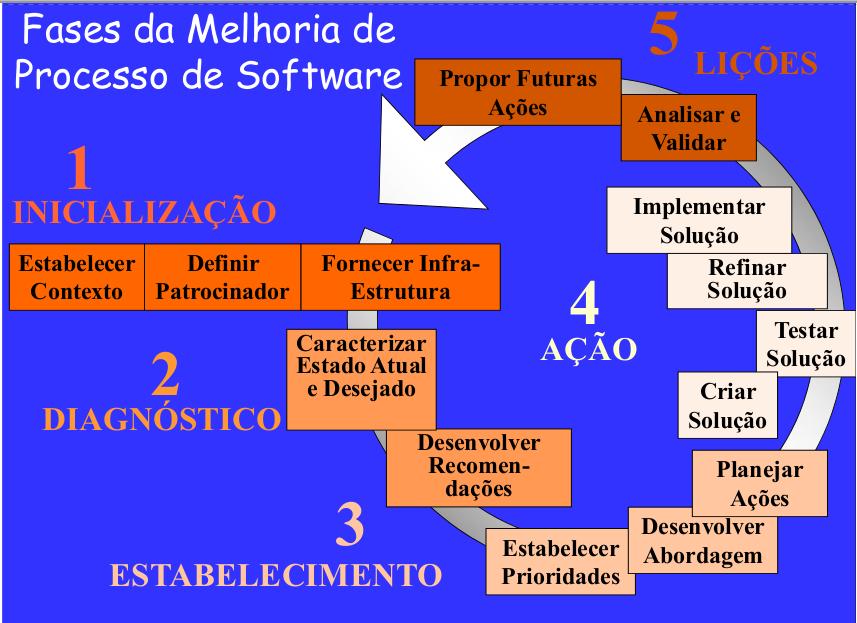 Fases da Melhoria de
Processo de Software
1
INICIALIZAÇÃO
Estabelecer
Contexto
Definir
Patrocinador
Fornecer Infra-
Estrutura
2
DIAGNÓSTICO
Caracterizar
Estado Atual
e Desejado
Desenvolver
Recomen-
dações
3
ESTABELECIMENTO
Estabelecer
Prioridades
Desenvolver
Abordagem
Planejar
Ações
4
AÇÃO
Criar
Solução
Testar
Solução
Refinar
Solução
Implementar
Solução
5
LIÇÕES
Analisar e
Validar
Propor Futuras
Ações